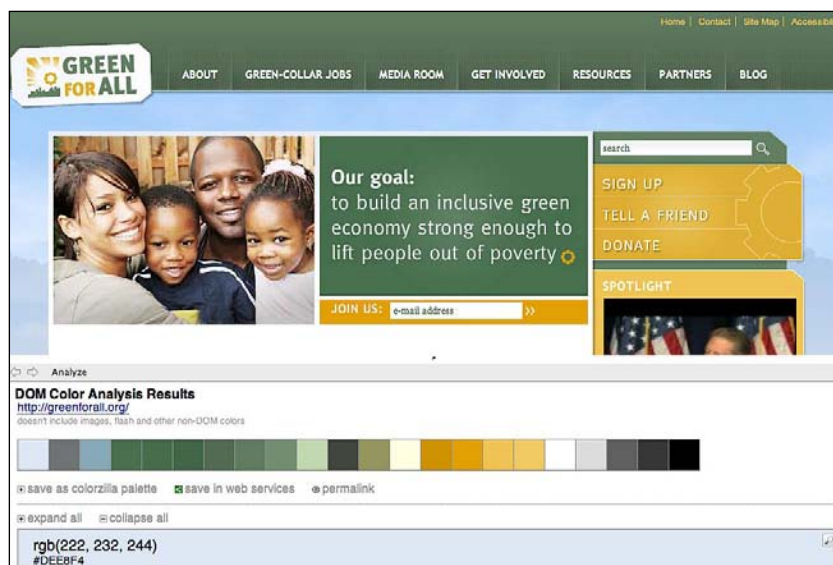 Home | Contact | Site Map |
GREEN
FOR ALL
ABOUT GREEN-COLLAR JOBS MEDIA ROOM GET INVOLVED RESOURCES PARTNERS BLOG
Our goal:
to build an inclusive green
economy strong enough to
lift people out of poverty
JOIN US: e-mail address »
search
SIGN UP
TELL A FRIEND
DONATE
SPOTLIGHT
Analyze
DOM Color Analysis Results
http://greenforall.org/
doesn't include images, flash and other non-DOM colors
save as colorzilla palette save in web services permalink
expand all collapse all
rgb(222, 232, 244)
#DEE8F4